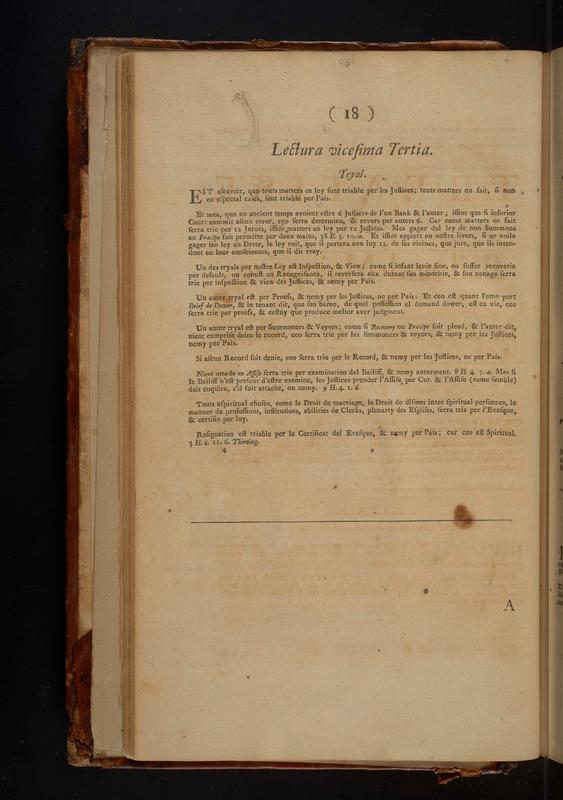 ( 18 )
Lectura vicesima Tertia.
Tryal.
EST ascavoir, que touts matters en ley sont triable per les Justices; touts matters en fait, si non
en especial cases, sont triable per Pais.
Et nota, que en ancient temps avoient estre 6 Justices de l'un Bank & l'auter; issint que si inferior
Court commit ascun error, ceo serra determine, & revers per auters 6. Car come matters en fait
serra trie per 12 Jurors, issint matters en ley per 12 Justices. Mes gager del ley de non Summons
en Præcipe fuit permitte per deux mains, 38 E. 3. 10. a. Et issint appiert en nostre livers, si un voile
gager son ley en Dette, le ley voit, que il portera ove luy 12. de ses vicines, que jure, que ils inten-
dont en lour consciences, que il dit vray.
Un des tryals per nostre Ley est Inspection, & View; come si infant levie fine, ou suffer recoverie
per default, ou conust un Recognisance, il reversera eux durant son minoritie, & son nonage serra
trie per inspection & view des Justices, & nemy per Pais.
Un auter tryal est per Proofs, & nemy per les Justices, ne per Pais: Et ceo est quant Feme port
Brief de Dower, & le tenant dit, que son baron, de quel possession el demand dower, est en vie, ceo
serra trie per proofs, & cestuy que produce melior aver judgment.
Un auter tryal est per Summoners & Veyors; come si Recovery ou Præcipe soit plead, & l'auter dit,
nient comprise deins le record, ceo serra trie per les summoners & veyors, & nemy per les Justices,
nemy per Pais.
Si ascun Record soit denie, ceo serra trie per le Record, & nemy per les Justices, ne per Pais.
Nient attache en Assise serra trie per examination del Bailiff, & nemy auterment. 8 H. 4. 7. a. Mes si
le Bailiff n'est present d'estre examine, les Justices prender l'Assise, per Cur. & l'Assise (come semble)
doit enquire, s'il fuit attache, ou nemy. 9 H. 4. 1. 6.
Touts espiritual choses, come le Droit de marriage, le Droit de dismes inter spiritual persones, le
manner de professions, institutions, abilities de Clerks, plenarty des Esglises, serra trie per l'Evesque,
& certifie per luy.
Resignation est triable per le Certificat del Evesque, & nemy per Pais; car ceo est Spiritual.
3 H. 4. 11. 6. Thirning.
4
A